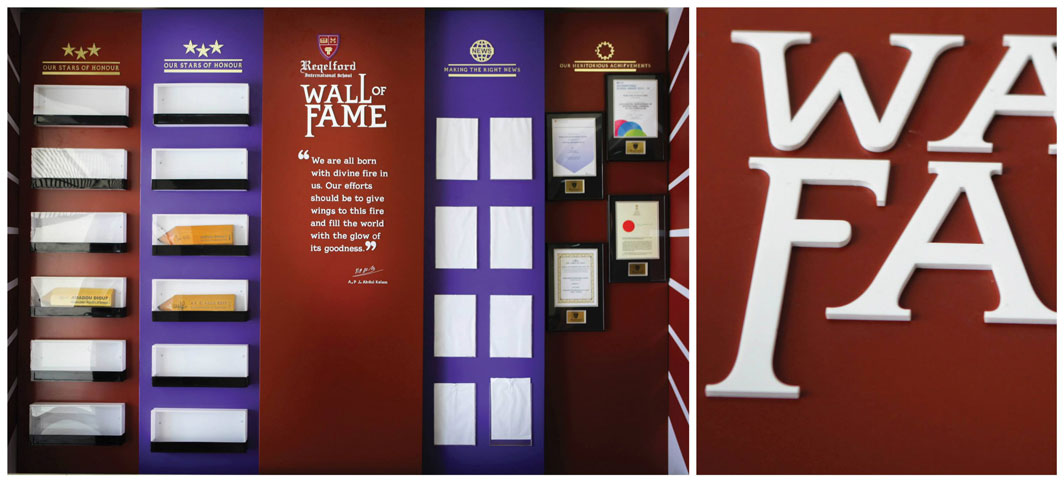 OUR STARS OF HONOUR
OUR STARS OF HONOUR
Reqelford
International School
WALL OF
FAME
“We are all born
with divine fire in
us. Our efforts
should be to give
wings to this fire
and fill the world
with the glow of
its goodness.”
A. P. J. Abdul Kalam
NEWS
MAKING THE RIGHT NEWS
OUR MERITORIOUS ACHIEVEMENTS
WA
FA